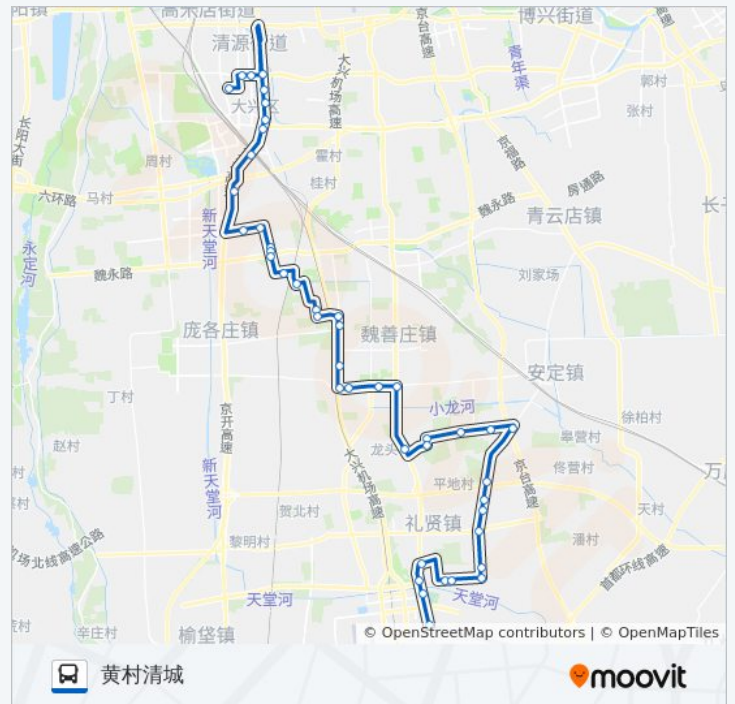 高米店街道
博兴街道
京台高速
清源街道
大兴机场高速
青年渠
郭村
大兴区
张村
长阳大街
京福路
周村
霍村
桂村
房通路
六环路
马村
魏永路
青云店镇
新天堂河
永定河
魏永路
刘家场
庞各庄镇
魏善庄镇
安定镇
丁村
小龙河
京开高速
徐柏村
赵村
皋营村
龙头
大兴机场高速
佟营村
新天堂河
平地村
京台高速
贺北村
天村
礼贤镇
黎明村
潘村
机场北线高速公路
首都环线高速
天堂河
天堂河
辛庄村
榆垡镇
© OpenStreetMap contributors | © OpenMapTiles
黄村清城
moovit